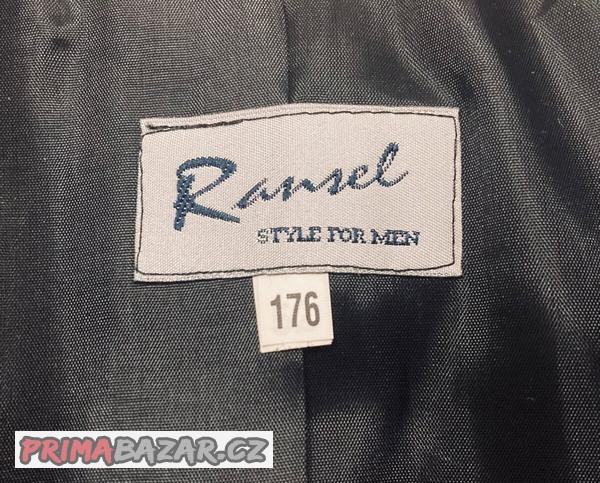 Ransel
STYLE FOR MEN
176
PRIMABAZAR.CZ